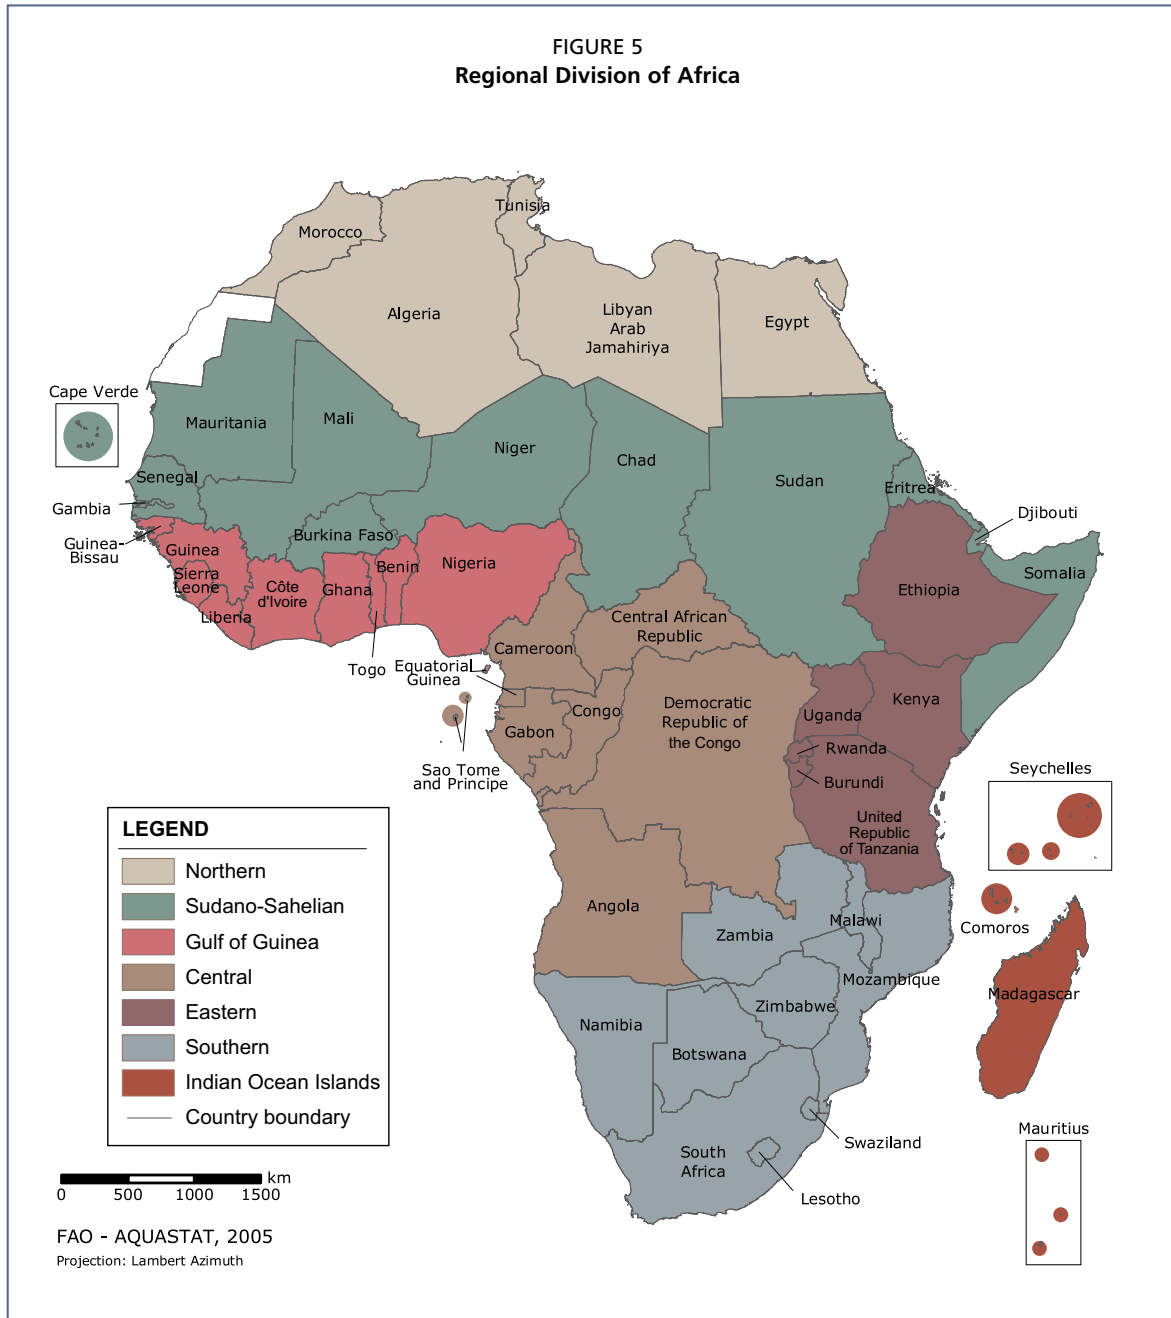 FIGURE 5
Regional Division of Africa
Tunisia
Morocco
Algeria
Libyan
Arab
Jamahiriya
Egypt
Cape Verde
Mauritania
Mali
Niger
Chad
Sudan
Senegal
Eritrea
Gambia
Djibouti
Burkina Faso
Guinea-
Bissau
Guinea
Sierra
Leone
Liberia
Côte
d'Ivoire
Ghana
Benin
Nigeria
Togo
Ethiopia
Somalia
Central African
Republic
Cameroon
Equatorial
Guinea
Congo
Gabon
Democratic
Republic of
the Congo
Uganda
Kenya
Rwanda
Burundi
Sao Tome
and Principe
United
Republic
of Tanzania
Seychelles
Comoros
Angola
Zambia
Malawi
Mozambique
Madagascar
Zimbabwe
Namibia
Botswana
Swaziland
South
Africa
Lesotho
Mauritius
LEGEND
Northern
Sudano-Sahelian
Gulf of Guinea
Central
Eastern
Southern
Indian Ocean Islands
Country boundary
km
0 500 1000 1500
FAO - AQUASTAT, 2005
Projection: Lambert Azimuth